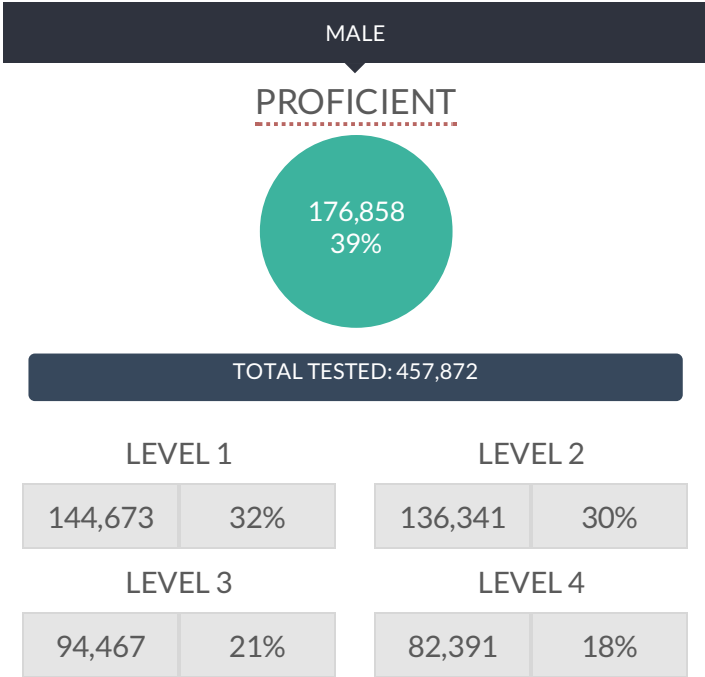 MALE
PROFICIENT
176,858
39%
TOTAL TESTED: 457,872
LEVEL 1
LEVEL 2
144,673 32%
136,341 30%
LEVEL 3
LEVEL 4
94,467 21%
82,391 18%